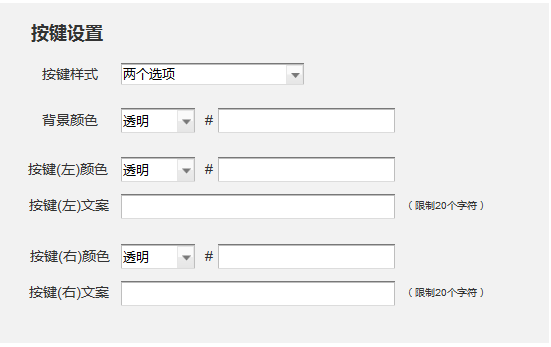 按键设置
按键样式 两个选项
背景颜色 透明 #
按键(左)颜色 透明 #
按键(左)文案 （限制20个字符）
按键(右)颜色 透明 #
按键(右)文案 （限制20个字符）